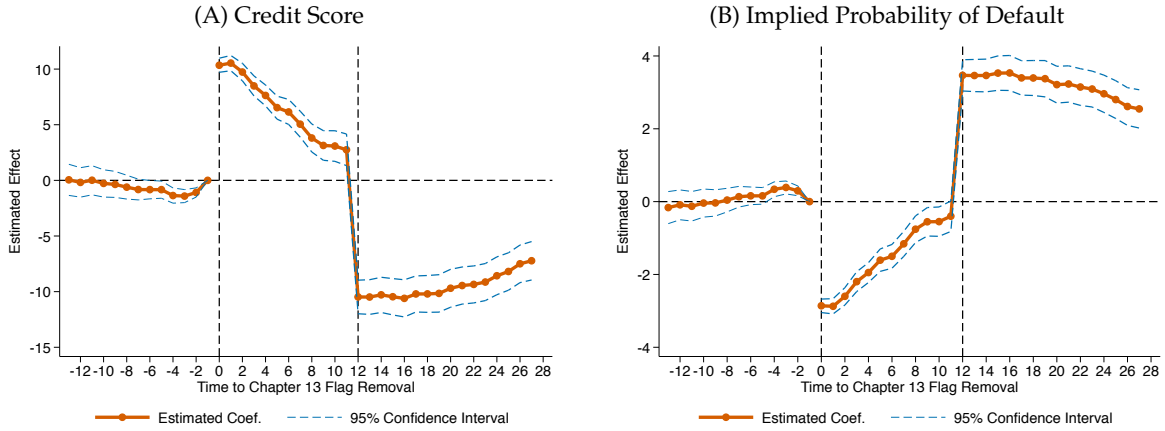 (A) Credit Score
10
5
0
-5
-10
-15
Estimated Effect
-12 -10 -8 -6 -4 -2 0 2 4 6 8 10 12 14 16 18 20 22 24 26 28
Time to Chapter 13 Flag Removal
Estimated Coef. 95% Confidence Interval
(B) Implied Probability of Default
4
2
0
-2
-4
Estimated Effect
-12 -10 -8 -6 -4 -2 0 2 4 6 8 10 12 14 16 18 20 22 24 26 28
Time to Chapter 13 Flag Removal
Estimated Coef. 95% Confidence Interval